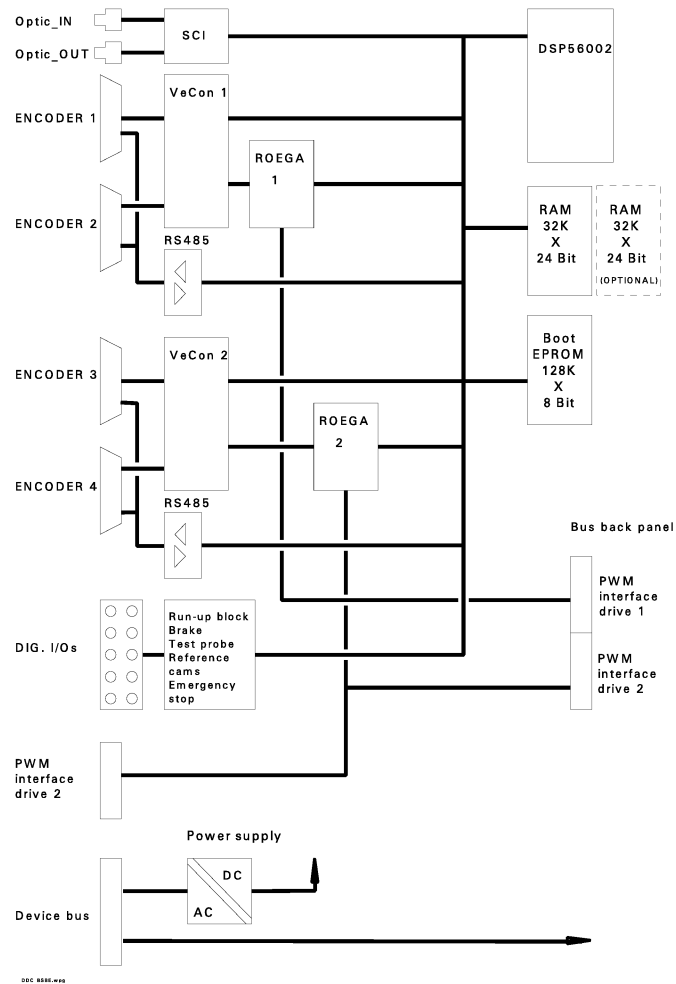 Optic_IN
SCI
DSP56002
Optic_OUT
VeCon 1
ENCODER 1
ROEGA
1
ENCODER 2
RS485
RAM
32K
X
24 Bit
RAM
32K
X
24 Bit
(OPTIONAL)
VeCon 2
ENCODER 3
Boot
EPROM
128K
X
8 Bit
ROEGA
2
ENCODER 4
RS485
Bus back panel
PWM
interface
drive 1
DIG. I/Os
Run-up block
Brake
Test probe
Reference
cams
Emergency
stop
PWM
interface
drive 2
PWM
interface
drive 2
Power supply
DC
AC
Device bus
DDC BSBE.wpg